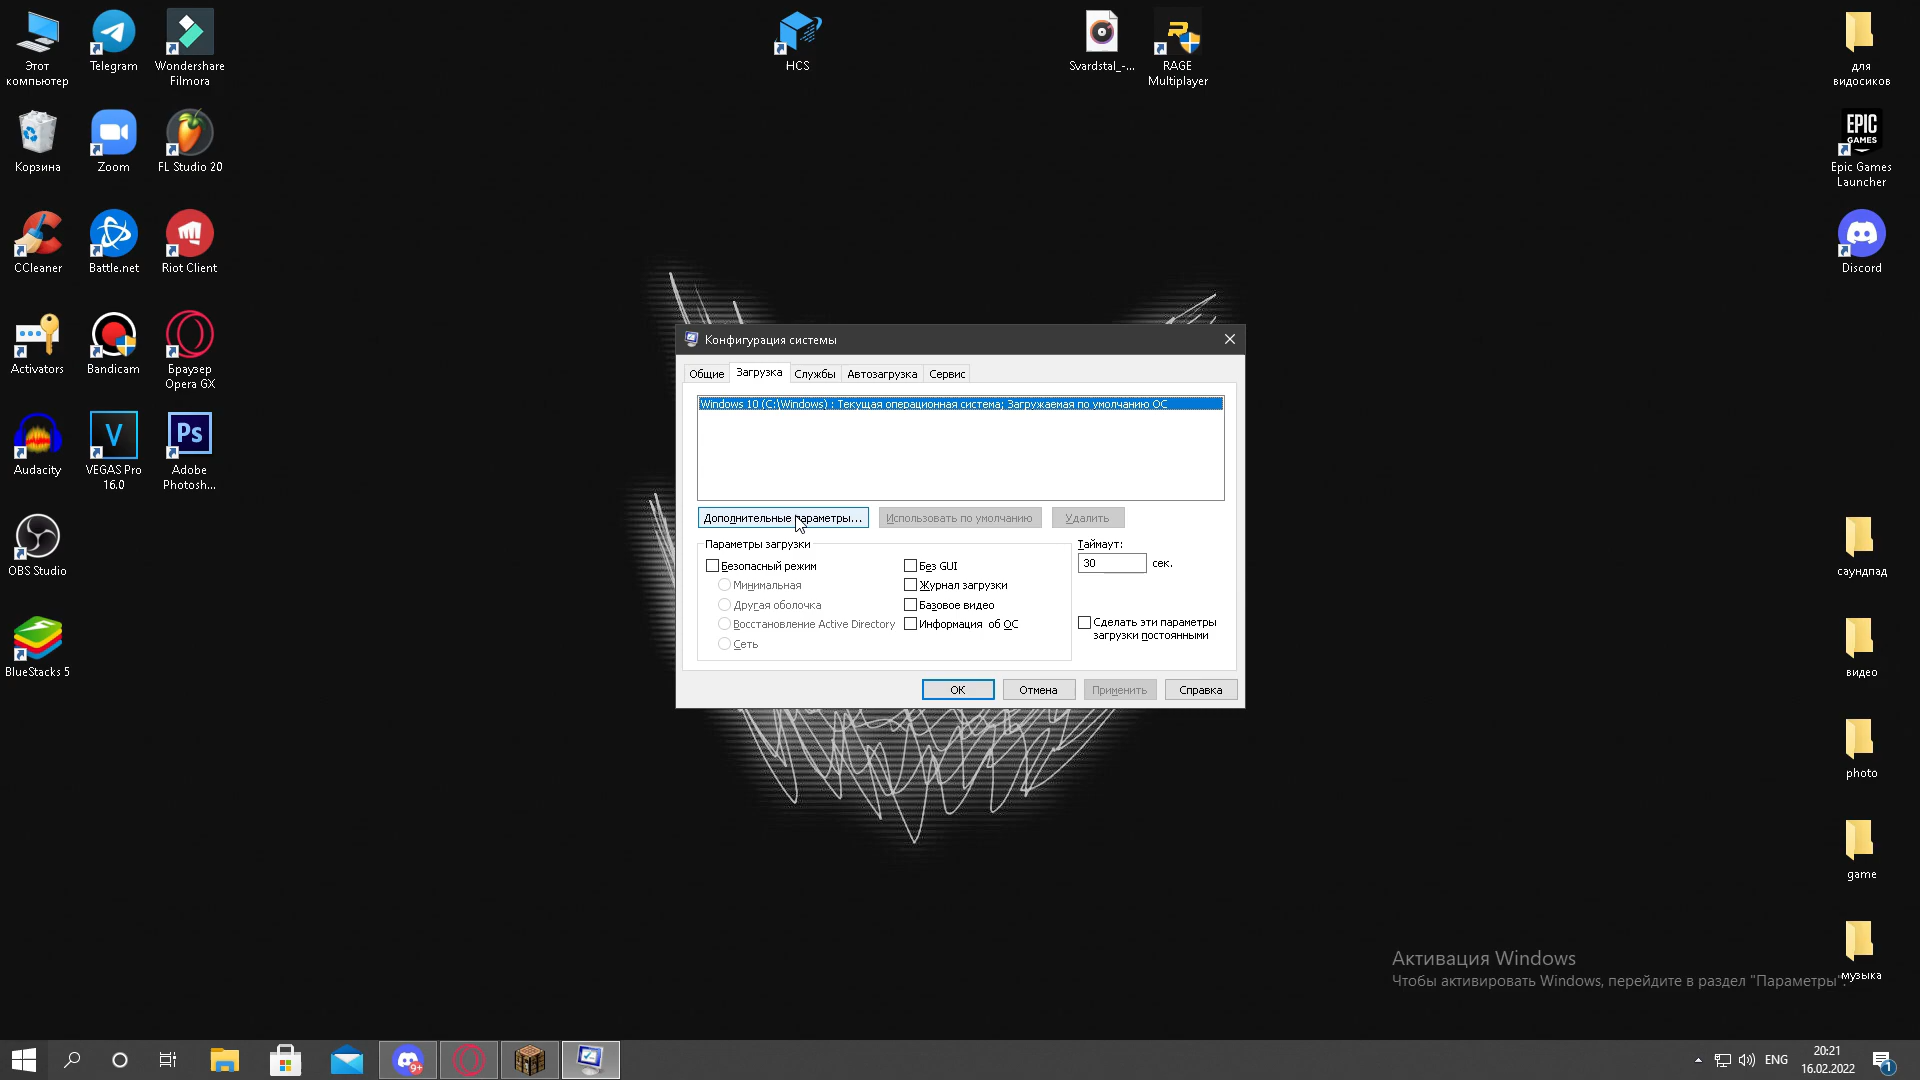 Этот
компьютер
Telegram
Wondershare
Filmora
HCS
Svardstal_-...
RAGE
Multiplayer
для
видосиков
Корзина
Zoom
FL Studio 20
EPIC
GAMES
Epic Games
Launcher
CCleaner
Battle.net
Riot Client
Discord
Activators
Bandicam
Браузер
Opera GX
Audacity
V
VEGAS Pro
16.0
Ps
Adobe
Photosh...
OBS Studio
BlueStacks 5
саундпад
видео
photo
game
музыка
Конфигурация системы
Общие
Загрузка
Службы
Автозагрузка
Сервис
Windows 10 (C:\Windows) : Текущая операционная система; Загружаемая по умолчанию ОС
Дополнительные параметры...
Использовать по умолчанию
Удалить
Параметры загрузки
Таймаут:
Безопасный режим
Без GUI
30
сек.
Минимальная
Журнал загрузки
Другая оболочка
Базовое видео
Восстановление Active Directory
Информация об ОС
Сеть
Сделать эти параметры
загрузки постоянными
ОК
Отмена
Применить
Справка
Активация Windows
Чтобы активировать Windows, перейдите в раздел "Параметры".
9+
ENG
20:21
16.02.2022
1